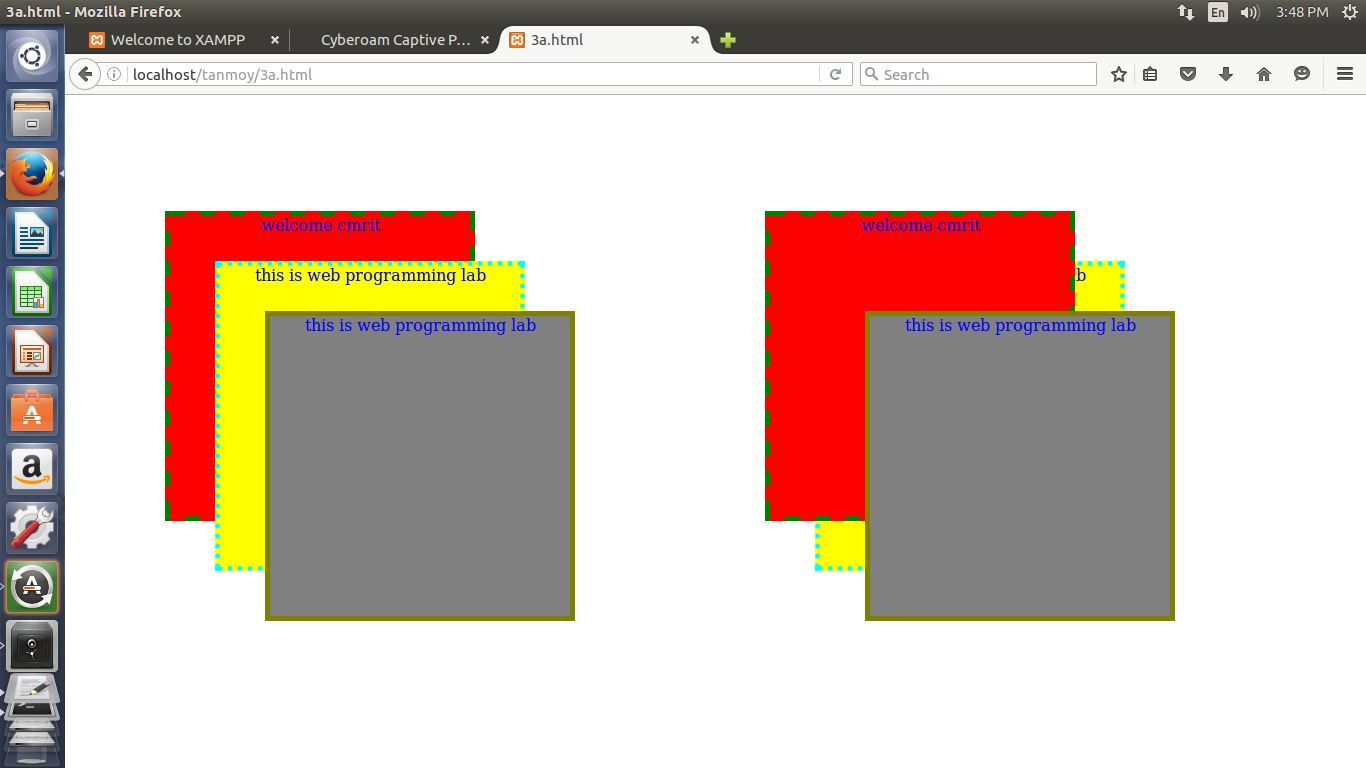 3a.html - Mozilla Firefox
En
3:48 PM
Welcome to XAMPP
Cyberoam Captive P...
3a.html
localhost/tanmoy/3a.html
Search
welcome cmrit
welcome cmrit
this is web programming lab
b
this is web programming lab
this is web programming lab